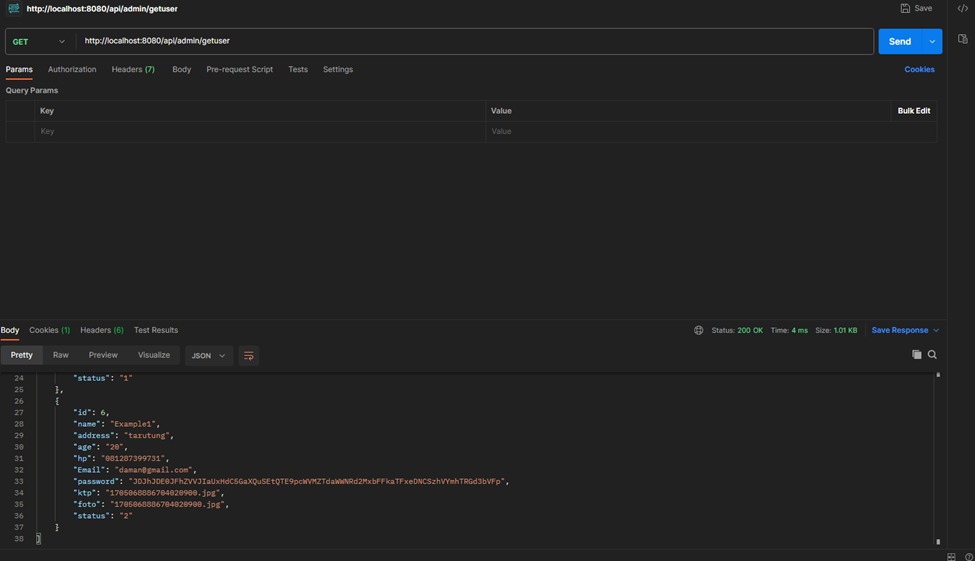 http://localhost:8080/api/admin/getuser
Save
GET
http://localhost:8080/api/admin/getuser
Send
Params Authorization Headers (7) Body Pre-request Script Tests Settings
Cookies
Query Params
Key Value Bulk Edit
Key Value
Body Cookies (1) Headers (6) Test Results
Status: 200 OK Time: 4 ms Size: 1.01 KB Save Response
Pretty Raw Preview Visualize JSON
24 "status": "1"
25 },
26 {
27 "id": 6,
28 "name": "Example1",
29 "address": "tarutung",
30 "age": "20",
31 "hp": "081287399731",
32 "Email": "daman@gmail.com",
33 "password": "JDJhJDE0JFhZVVJIaUxHdC5GaXQuSEtQTE9pcWVMZTdaWWNRd2MxbFFkaTFxeDNCSzhVYmhTRGd3bVFp",
34 "ktp": "1705068886704020900.jpg",
35 "foto": "1705068886704020900.jpg",
36 "status": "2"
37 }
38 ]